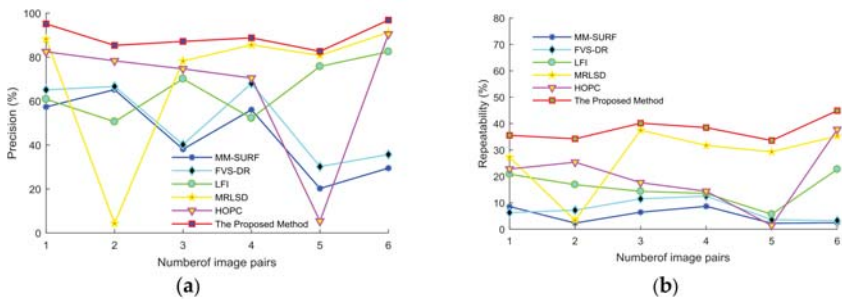 100
80
60
40
20
0
Precision (%)
MM-SURF
FVS-DR
LFI
MRLSD
HOPC
The Proposed Method
1 2 3 4 5 6
Numberof image pairs
(a)
80
70
60
50
40
30
20
10
0
Repeatability (%)
MM-SURF
FVS-DR
LFI
MRLSD
HOPC
The Proposed Method
1 2 3 4 5 6
Numberof image pairs
(b)